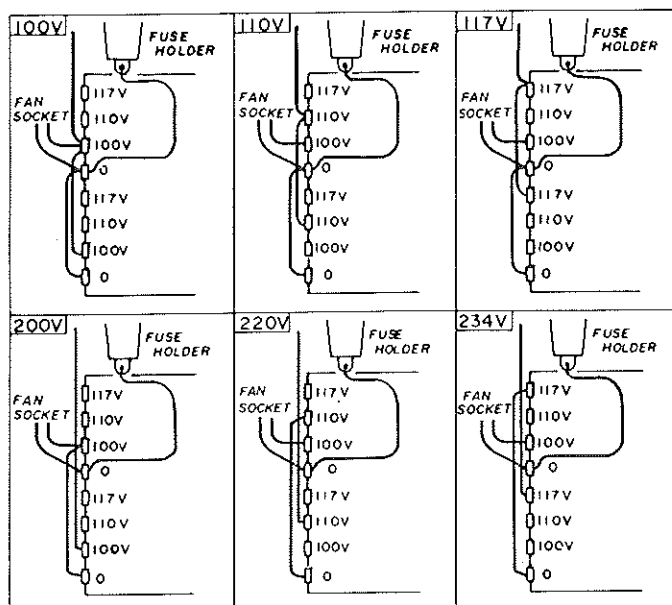 100V
FUSE
HOLDER
FAN
SOCKET
117V
110V
100V
0
117V
110V
100V
0
110V
FUSE
HOLDER
FAN
SOCKET
117V
110V
100V
0
117V
110V
100V
0
117V
FUSE
HOLDER
FAN
SOCKET
117V
110V
100V
0
117V
110V
100V
0
200V
FUSE
HOLDER
FAN
SOCKET
117V
110V
100V
0
117V
110V
100V
0
220V
FUSE
HOLDER
FAN
SOCKET
117V
110V
100V
0
117V
110V
100V
0
234V
FUSE
HOLDER
FAN
SOCKET
117V
110V
100V
0
117V
110V
100V
0